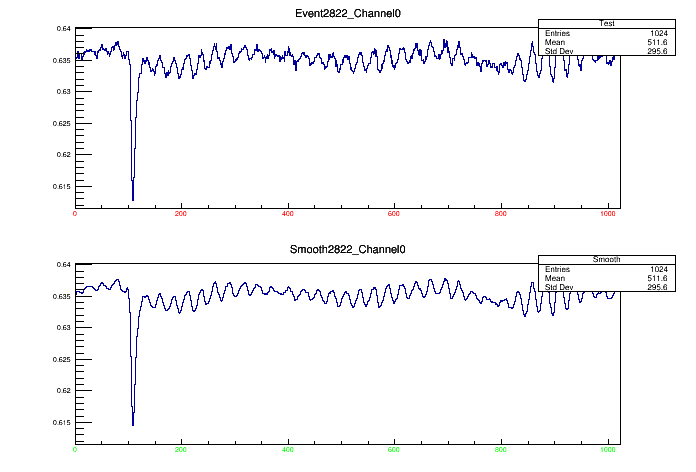 Event2822_Channel0
Test
Entries 1024
Mean 511.6
Std Dev 295.6
0.64
0.635
0.63
0.625
0.62
0.615
0 200 400 600 800 1000
Smooth2822_Channel0
Smooth
Entries 1024
Mean 511.6
Std Dev 295.6
0.64
0.635
0.63
0.625
0.62
0.615
0 200 400 600 800 1000